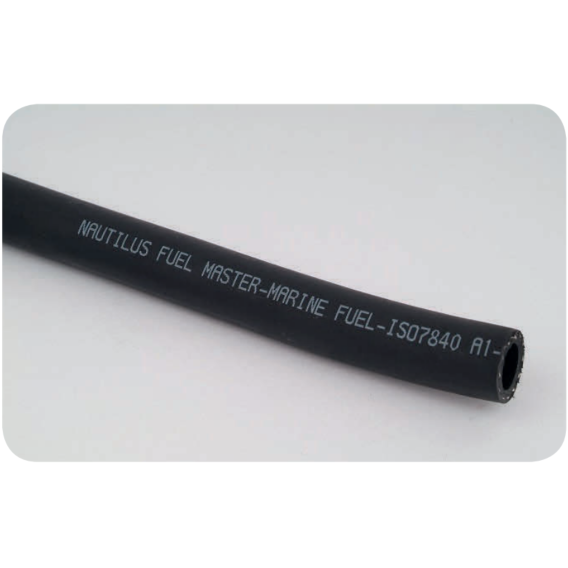 NAUTILUS FUEL MASTER-MARINE FUEL-ISO7840 A1-